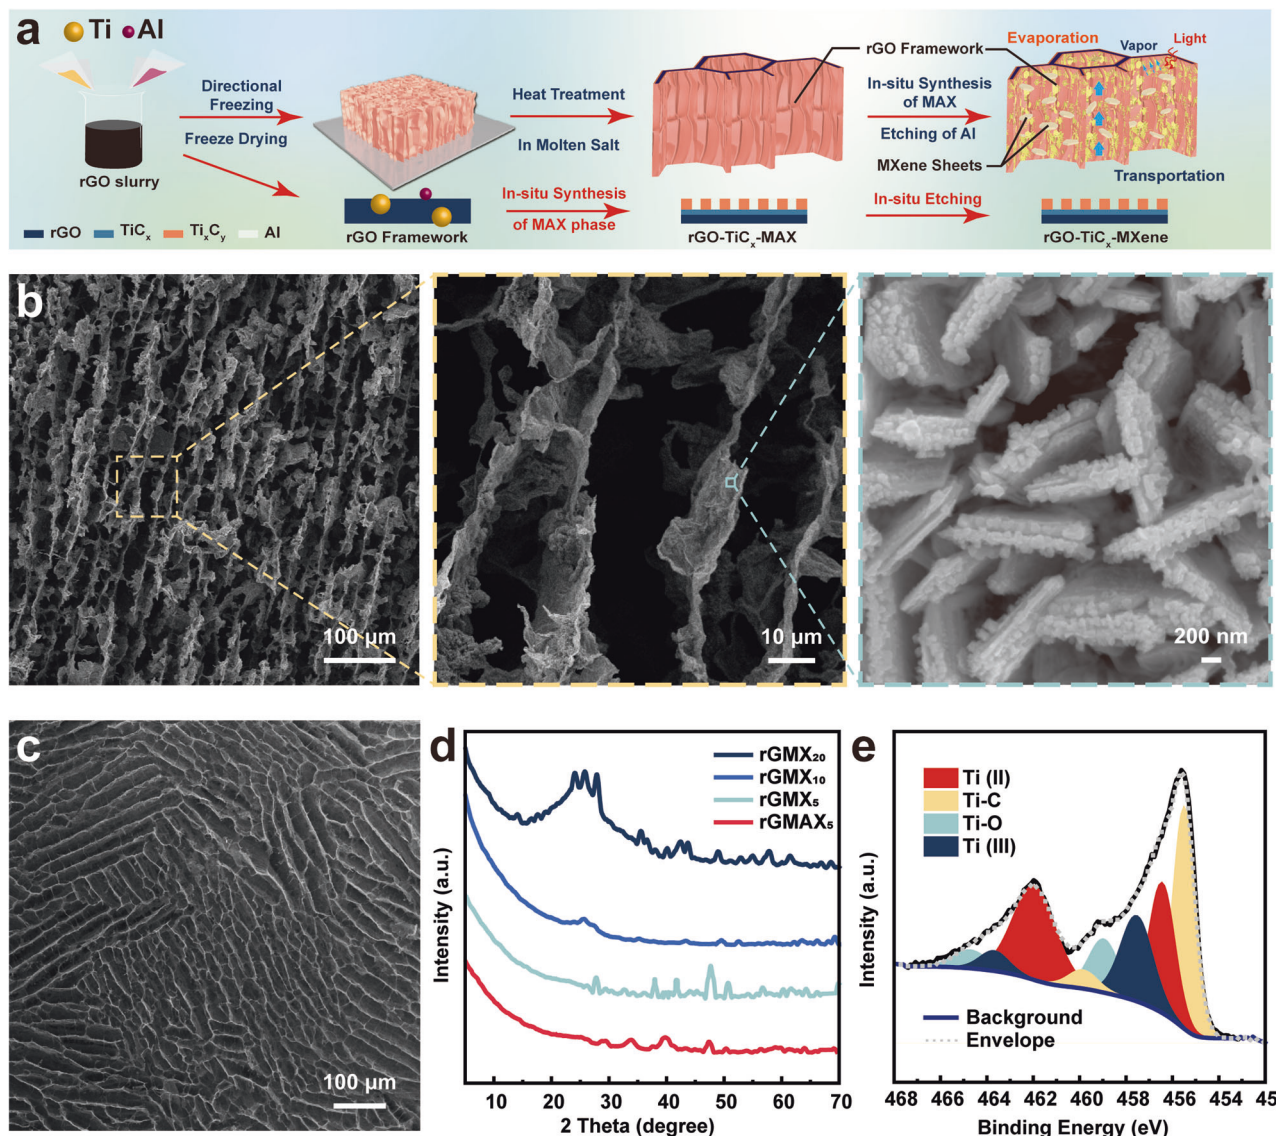 a
Ti
Al
rGO slurry
Directional
Freezing
Freeze Drying
rGO Framework
Heat Treatment
In Molten Salt
In-situ Synthesis
of MAX phase
rGO Framework
MXene Sheets
rGO-TiCx-MAX
In-situ Synthesis
of MAX
Etching of Al
In-situ Etching
Evaporation
Vapor
Light
Transportation
rGO-TiCx-MXene
rGO
TiCx
TixCy
Al
b
100 μm
10 μm
200 nm
c
100 μm
d
rGMX20
rGMX10
rGMX5
rGMAX5
Intensity (a.u.)
10 20 30 40 50 60 70
2 Theta (degree)
e
Ti (II)
Ti-C
Ti-O
Ti (III)
Background
Envelope
Intensity (a.u.)
468 466 464 462 460 458 456 454 45
Binding Energy (eV)